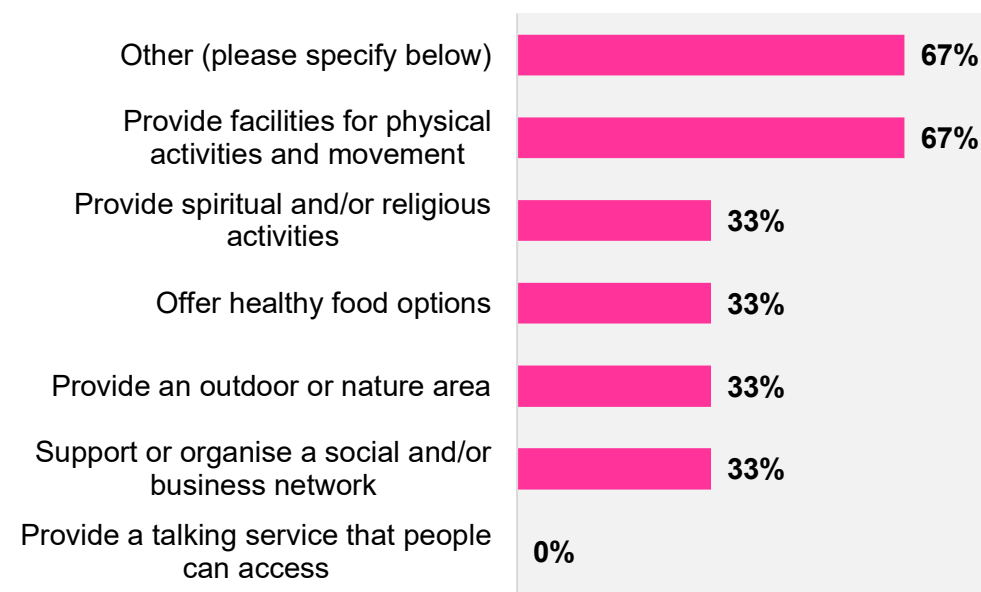 Other (please specify below)
67%
Provide facilities for physical
activities and movement
67%
Provide spiritual and/or religious
activities
33%
Offer healthy food options
33%
Provide an outdoor or nature area
33%
Support or organise a social and/or
business network
33%
Provide a talking service that people
can access
0%